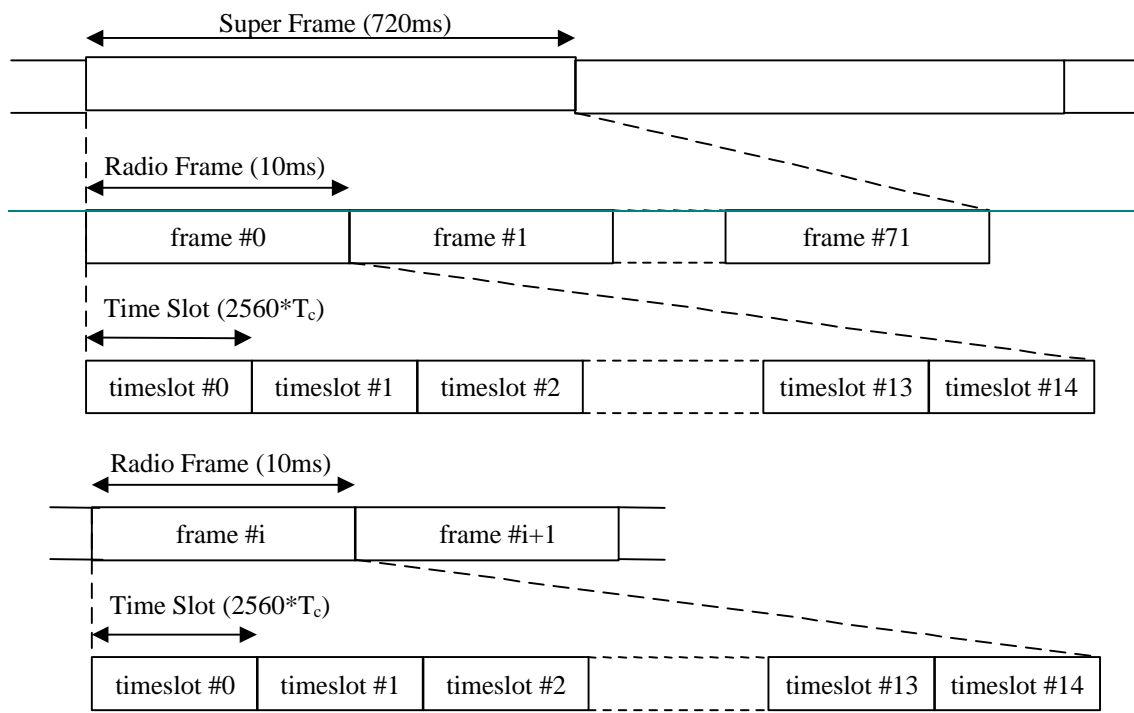 Super Frame (720ms)
Radio Frame (10ms)
frame #0 frame #1 frame #71
Time Slot (2560*Tc)
timeslot #0 timeslot #1 timeslot #2 timeslot #13 timeslot #14
Radio Frame (10ms)
frame #i frame #i+1
Time Slot (2560*Tc)
timeslot #0 timeslot #1 timeslot #2 timeslot #13 timeslot #14